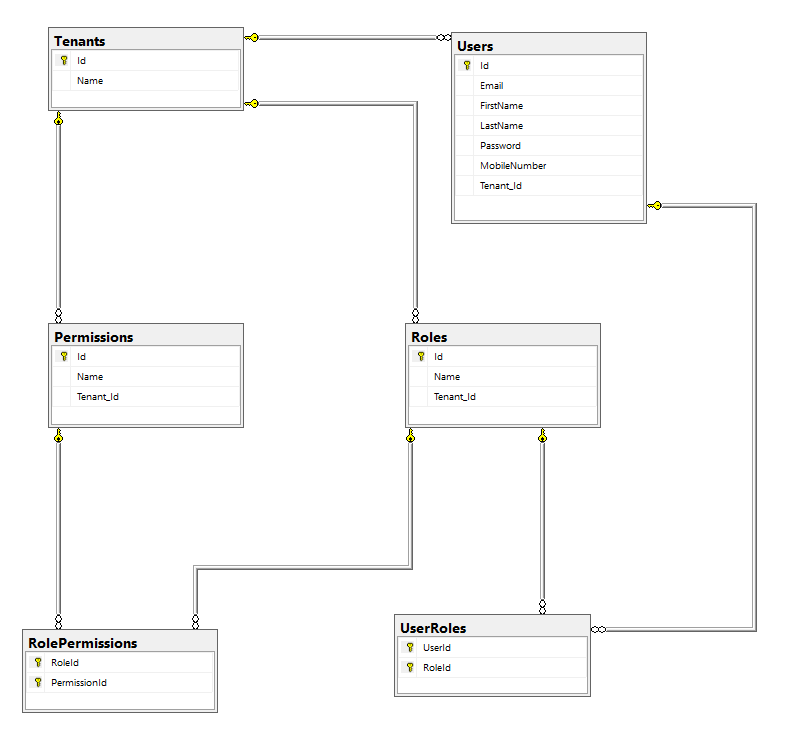 Tenants
Id
Name
Users
Id
Email
FirstName
LastName
Password
MobileNumber
Tenant_Id
Permissions
Id
Name
Tenant_Id
Roles
Id
Name
Tenant_Id
RolePermissions
RoleId
PermissionId
UserRoles
UserId
RoleId